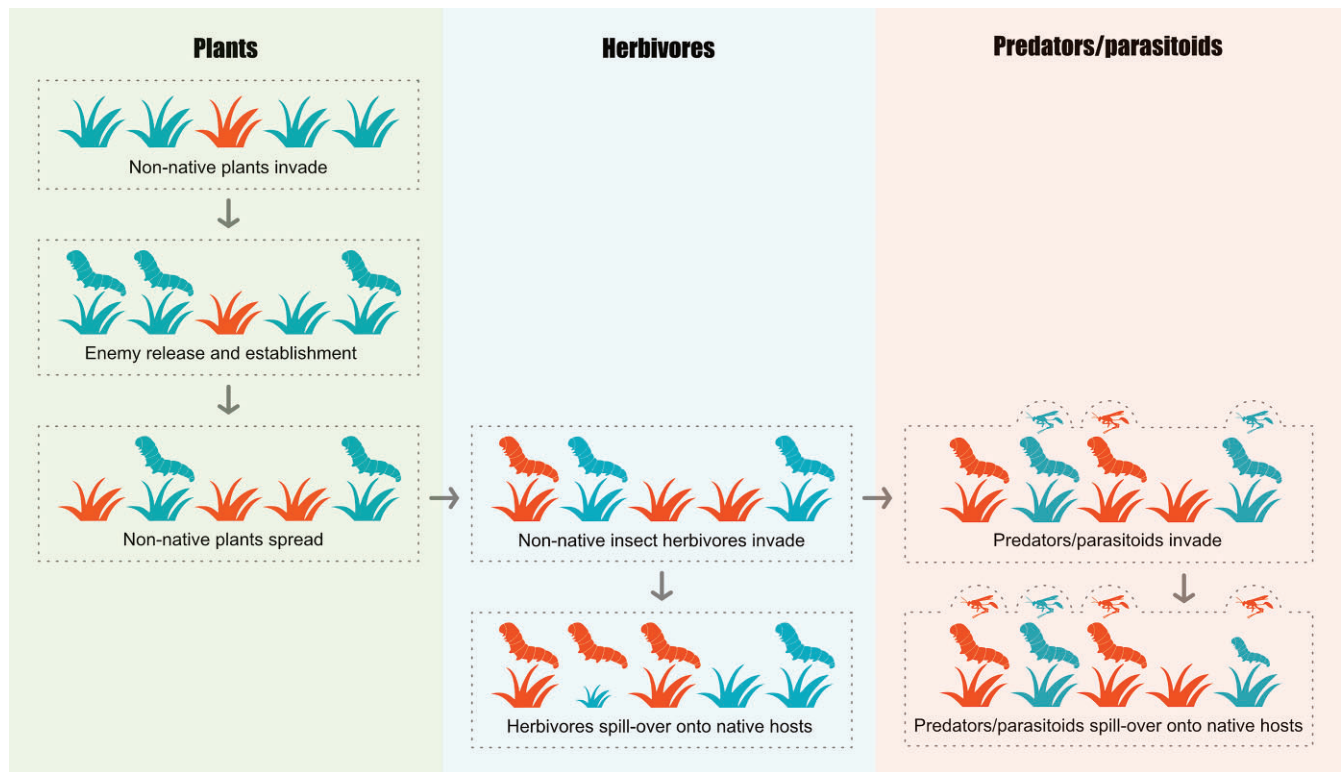 Plants
Non-native plants invade
Enemy release and establishment
Non-native plants spread
Herbivores
Non-native insect herbivores invade
Herbivores spill-over onto native hosts
Predators/parasitoids
Predators/parasitoids invade
Predators/parasitoids spill-over onto native hosts